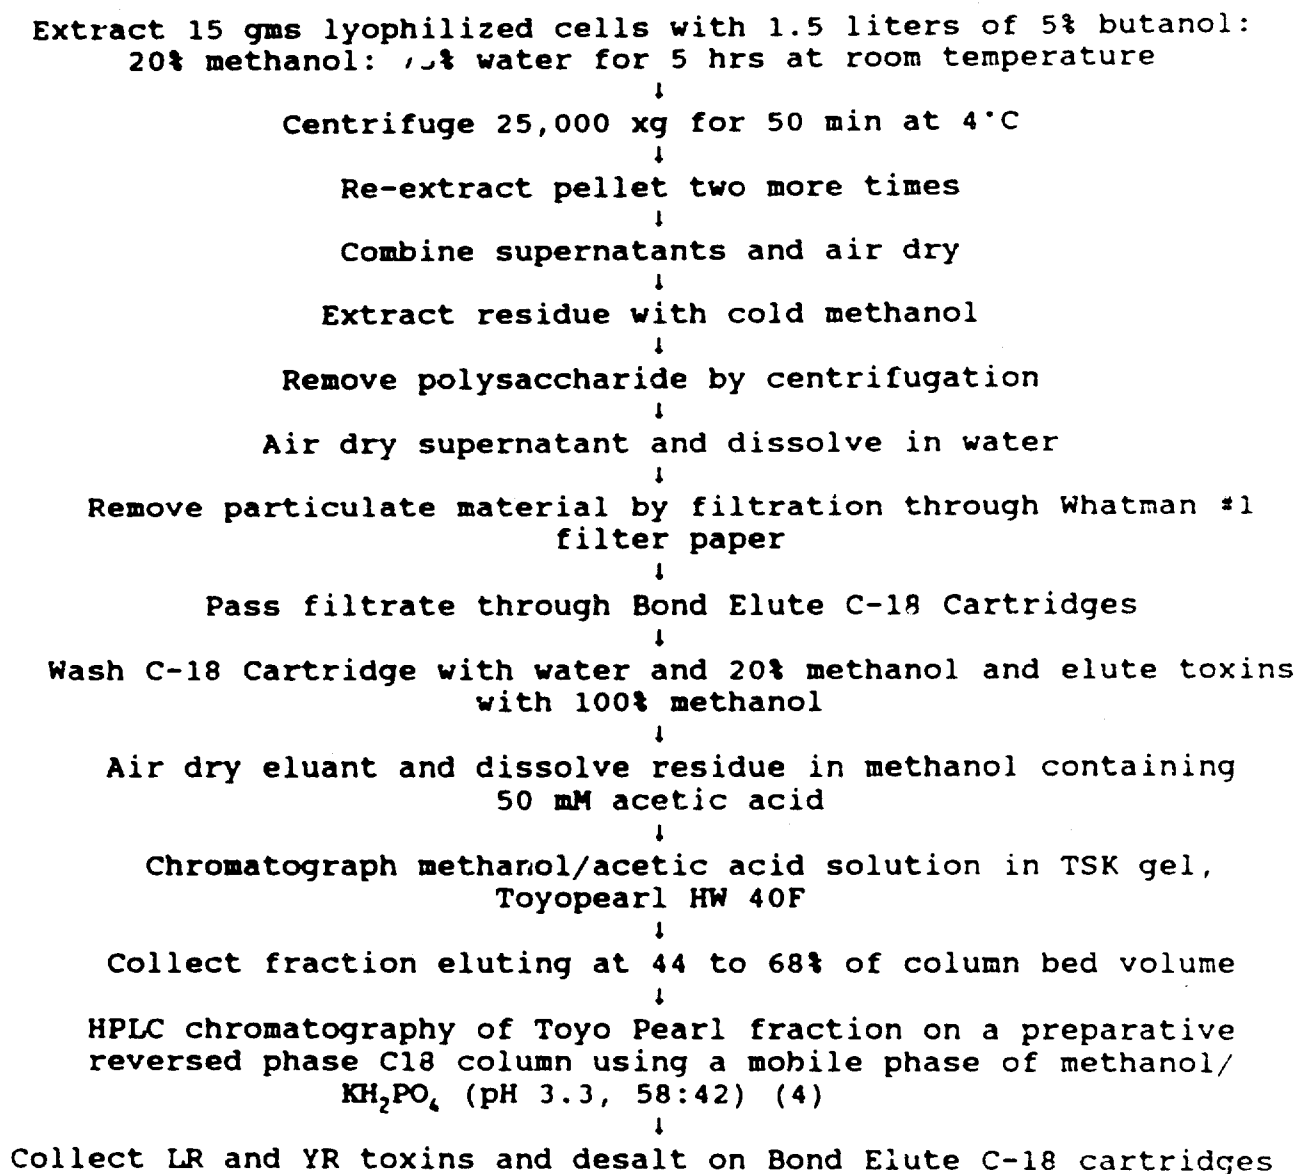 Extract 15 gms lyophilized cells with 1.5 liters of 5% butanol:
20% methanol: water for 5 hrs at room temperature
↓
Centrifuge 25,000 xg for 50 min at 4°C
↓
Re-extract pellet two more times
↓
Combine supernatants and air dry
↓
Extract residue with cold methanol
↓
Remove polysaccharide by centrifugation
↓
Air dry supernatant and dissolve in water
↓
Remove particulate material by filtration through Whatman #1
filter paper
↓
Pass filtrate through Bond Elute C-18 Cartridges
↓
Wash C-18 Cartridge with water and 20% methanol and elute toxins
with 100% methanol
↓
Air dry eluant and dissolve residue in methanol containing
50 mM acetic acid
↓
Chromatograph methanol/acetic acid solution in TSK gel,
Toyopearl HW 40F
↓
Collect fraction eluting at 44 to 68% of column bed volume
↓
HPLC chromatography of Toyo Pearl fraction on a preparative
reversed phase C18 column using a mobile phase of methanol/
KH₂PO₄ (pH 3.3, 58:42) (4)
↓
Collect LR and YR toxins and desalt on Bond Elute C-18 cartridges